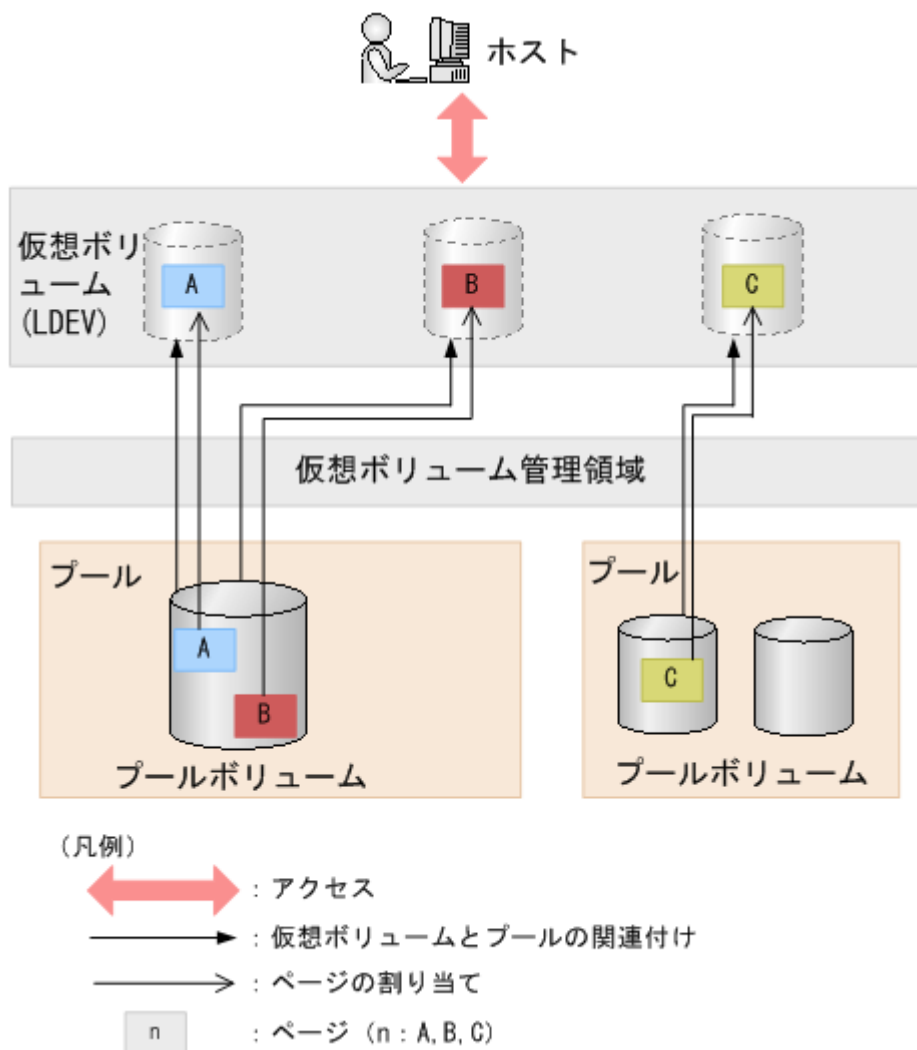 ホスト
仮想ボリ
ューム
(LDEV)
A
B
C
仮想ボリューム管理領域
プール
A
B
プールボリューム
プール
C
プールボリューム
(凡例)
：アクセス
：仮想ボリュームとプールの関連付け
：ページの割り当て
n
：ページ（n：A,B,C）